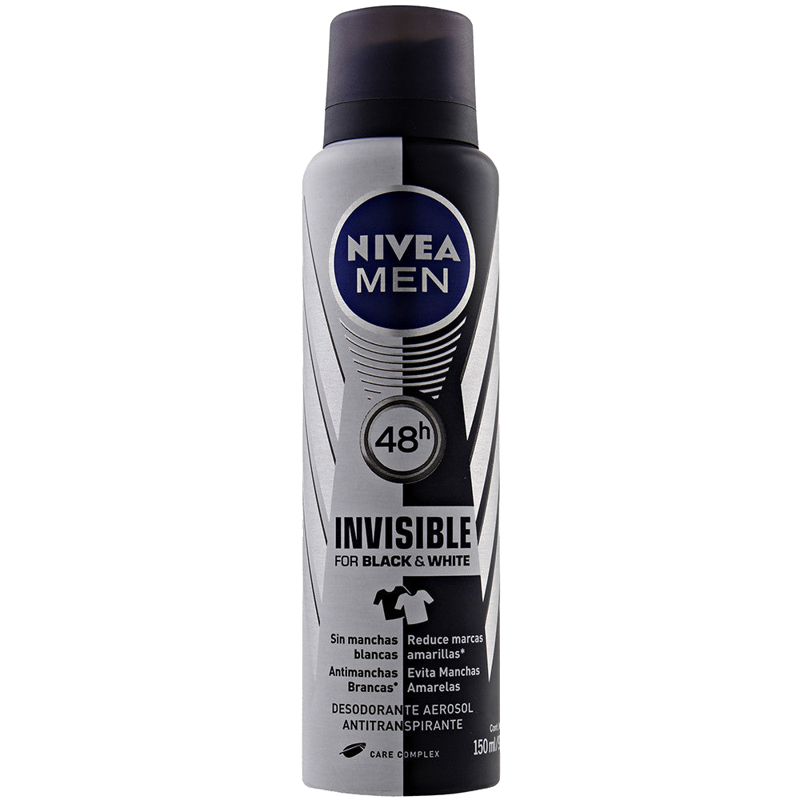 NIVEA
MEN
48h
INVISIBLE
FOR BLACK & WHITE
Sin manchas
blancas
Reduce marcas
amarillas*
Antimanchas
Brancas*
Evita Manchas
Amarelas
DESODORANTE AEROSOL
ANTITRANSPIRANTE
CARE COMPLEX
Cont.
150 ml/